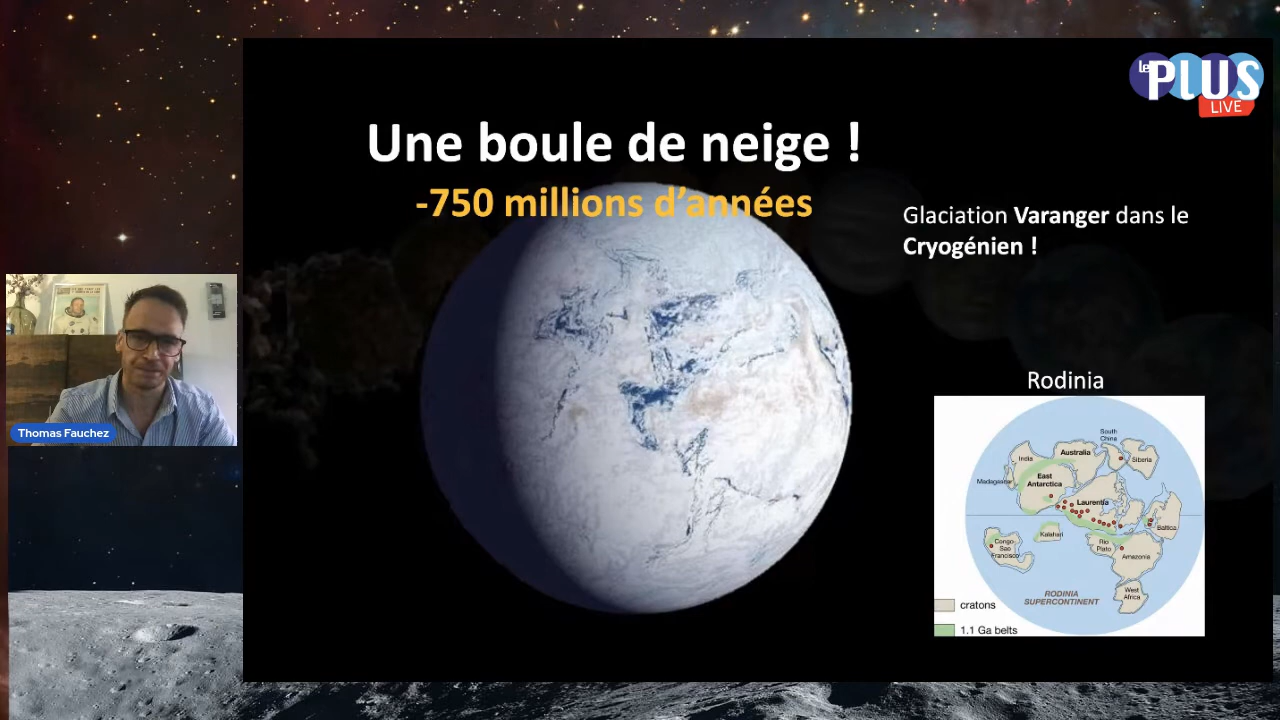 le PLUS
LIVE
Une boule de neige !
-750 millions d'années
Glaciation Varanger dans le
Cryogénien !
Thomas Fauchez
Rodinia
South
China
Australia
India
Siberia
East
Antarctica
Madagascar
Laurentia
Baltica
Kalahari
Congo-
Sao
Francisco
Rio
Plato
Amazonia
West
Africa
RODINIA
SUPERCONTINENT
cratons
1.1 Ga belts